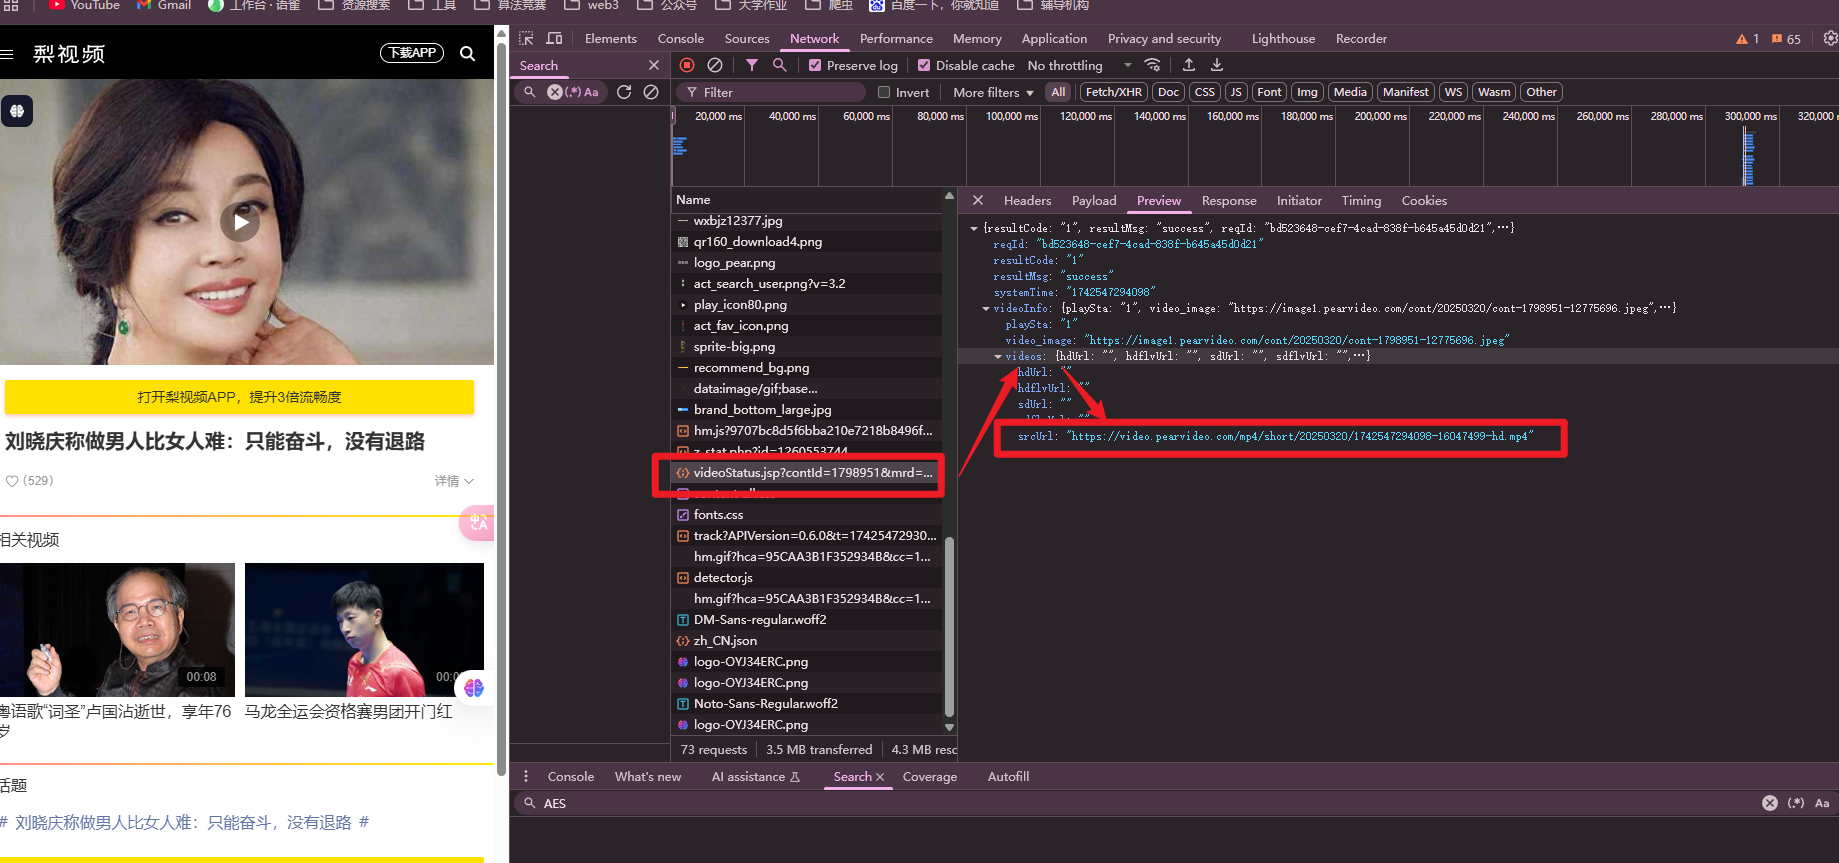 YouTube
Gmail
工作台 · 语雀
资源搜索
工具
算法竞赛
web3
公众号
大学作业
爬虫
百度一下，你就知道
辅导机构
梨视频
下载APP
打开梨视频APP，提升3倍流畅度
刘晓庆称做男人比女人难：只能奋斗，没有退路
(529)
详情
相关视频
00:08
粤语歌“词圣”卢国沾逝世，享年76
岁
马龙全运会资格赛男团开门红
话题
# 刘晓庆称做男人比女人难：只能奋斗，没有退路 #
Elements
Console
Sources
Network
Performance
Memory
Application
Privacy and security
Lighthouse
Recorder
1
65
Search
Preserve log
Disable cache
No throttling
(.*) Aa
Filter
Invert
More filters
All
Fetch/XHR
Doc
CSS
JS
Font
Img
Media
Manifest
WS
Wasm
Other
20,000 ms
40,000 ms
60,000 ms
80,000 ms
100,000 ms
120,000 ms
140,000 ms
160,000 ms
180,000 ms
200,000 ms
220,000 ms
240,000 ms
260,000 ms
280,000 ms
300,000 ms
320,0
Name
wxbjz12377.jpg
qr160_download4.png
logo_pear.png
act_search_user.png?v=3.2
play_icon80.png
act_fav_icon.png
sprite-big.png
recommend_bg.png
data:image/gif;base...
brand_bottom_large.jpg
hm.js?9707bc8d5f6bba210e7218b8496f...
z_stat.php?id=1260553744
videoStatus.jsp?contId=1798951&mrd=...
fonts.css
track?APIVersion=0.6.0&t=17425472930...
hm.gif?hca=95CAA3B1F352934B&cc=1...
detector.js
hm.gif?hca=95CAA3B1F352934B&cc=1...
DM-Sans-regular.woff2
zh_CN.json
logo-OYJ34ERC.png
logo-OYJ34ERC.png
Noto-Sans-Regular.woff2
logo-OYJ34ERC.png
73 requests
3.5 MB transferred
4.3 MB resc
Headers
Payload
Preview
Response
Initiator
Timing
Cookies
{resultCode: "1", resultMsg: "success", reqId: "bd523648-cef7-4cad-838f-b645a45d0d21",…}
reqId: "bd523648-cef7-4cad-838f-b645a45d0d21"
resultCode: "1"
resultMsg: "success"
systemTime: "1742547294098"
videoInfo: {playSta: "1", video_image: "https://image1.pearvideo.com/cont/20250320/cont-1798951-12775696.jpeg",…}
playSta: "1"
video_image: "https://image1.pearvideo.com/cont/20250320/cont-1798951-12775696.jpeg"
videos: {hdUrl: "", hdflvUrl: "", sdUrl: "", sdflvUrl: "",…}
hdUrl: ""
hdflvUrl: ""
sdUrl: ""
srcUrl: "https://video.pearvideo.com/mp4/short/20250320/1742547294098-16047499-hd.mp4"
Console
What's new
AI assistance
Search
Coverage
Autofill
AES
(.*)
Aa